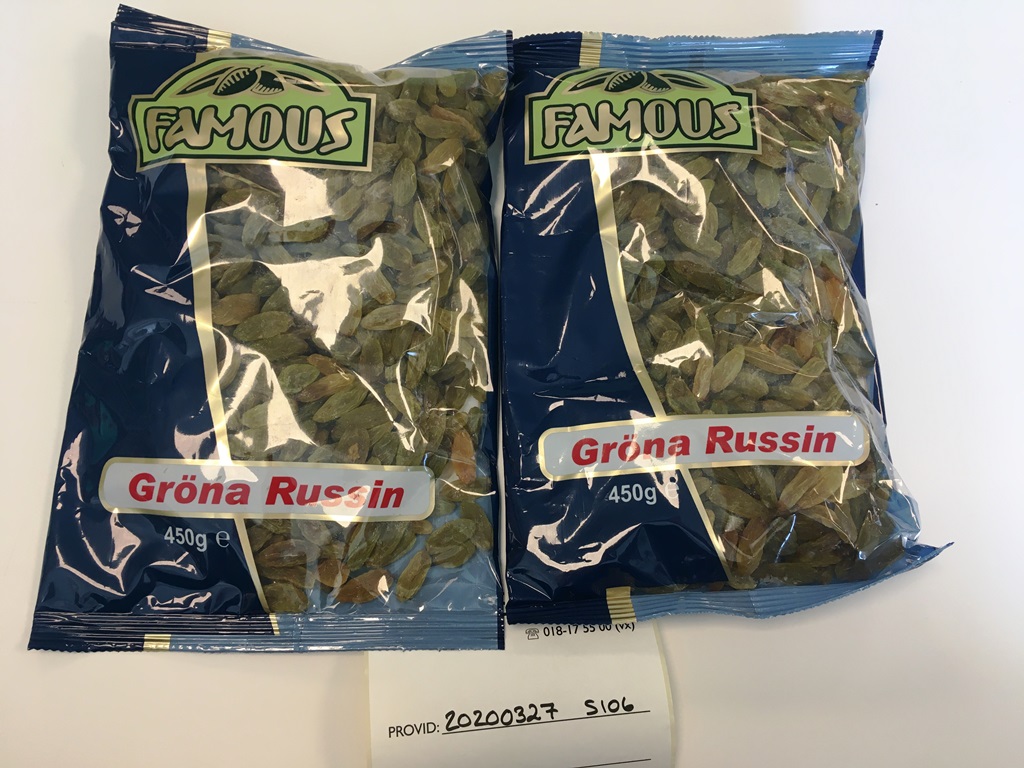 FAMOUS
Gröna Russin
450g ℮
FAMOUS
Gröna Russin
450g ℮
☎ 018-17 55 00 (vx)
PROVID: 20200327 S106